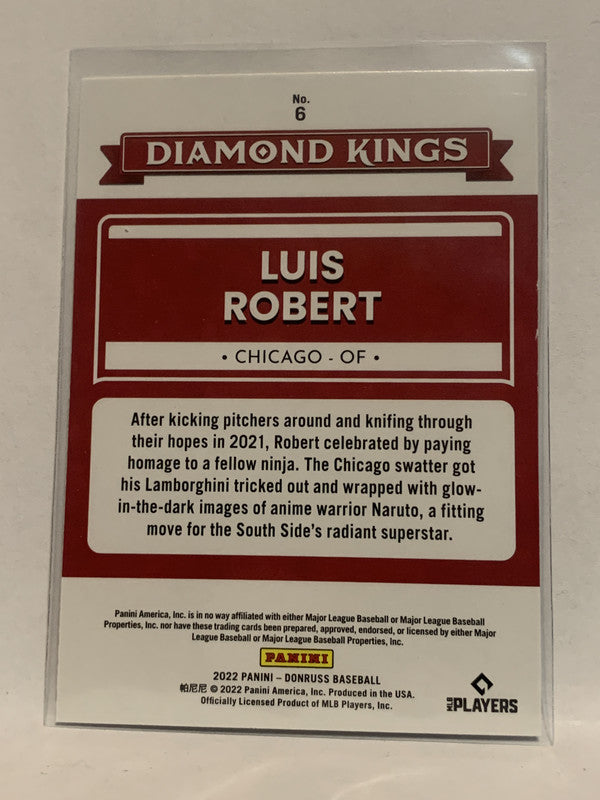 No.
6
DIAMOND KINGS
LUIS
ROBERT
• CHICAGO - OF •
After kicking pitchers around and knifing through
their hopes in 2021, Robert celebrated by paying
homage to a fellow ninja. The Chicago swatter got
his Lamborghini tricked out and wrapped with glow-
in-the-dark images of anime warrior Naruto, a fitting
move for the South Side's radiant superstar.
Panini America, Inc. is in no way affiliated with either Major League Baseball or Major League Baseball
Properties, Inc. nor have these trading cards been prepared, approved, endorsed, or licensed by either Major
League Baseball or Major League Baseball Properties, Inc.
PANINI
2022 PANINI – DONRUSS BASEBALL
帕尼尼 © 2022 Panini America, Inc. Produced in the USA.
Officially Licensed Product of MLB Players, Inc.
MLB PLAYERS